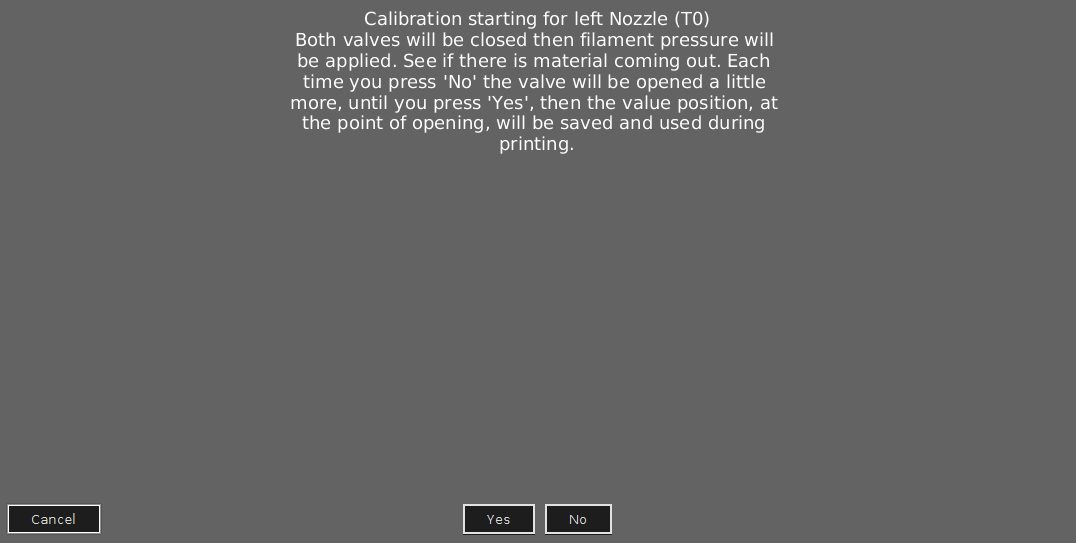 Calibration starting for left Nozzle (T0)
Both valves will be closed then filament pressure will
be applied. See if there is material coming out. Each
time you press 'No' the valve will be opened a little
more, until you press 'Yes', then the value position, at
the point of opening, will be saved and used during
printing.
Cancel
Yes
No